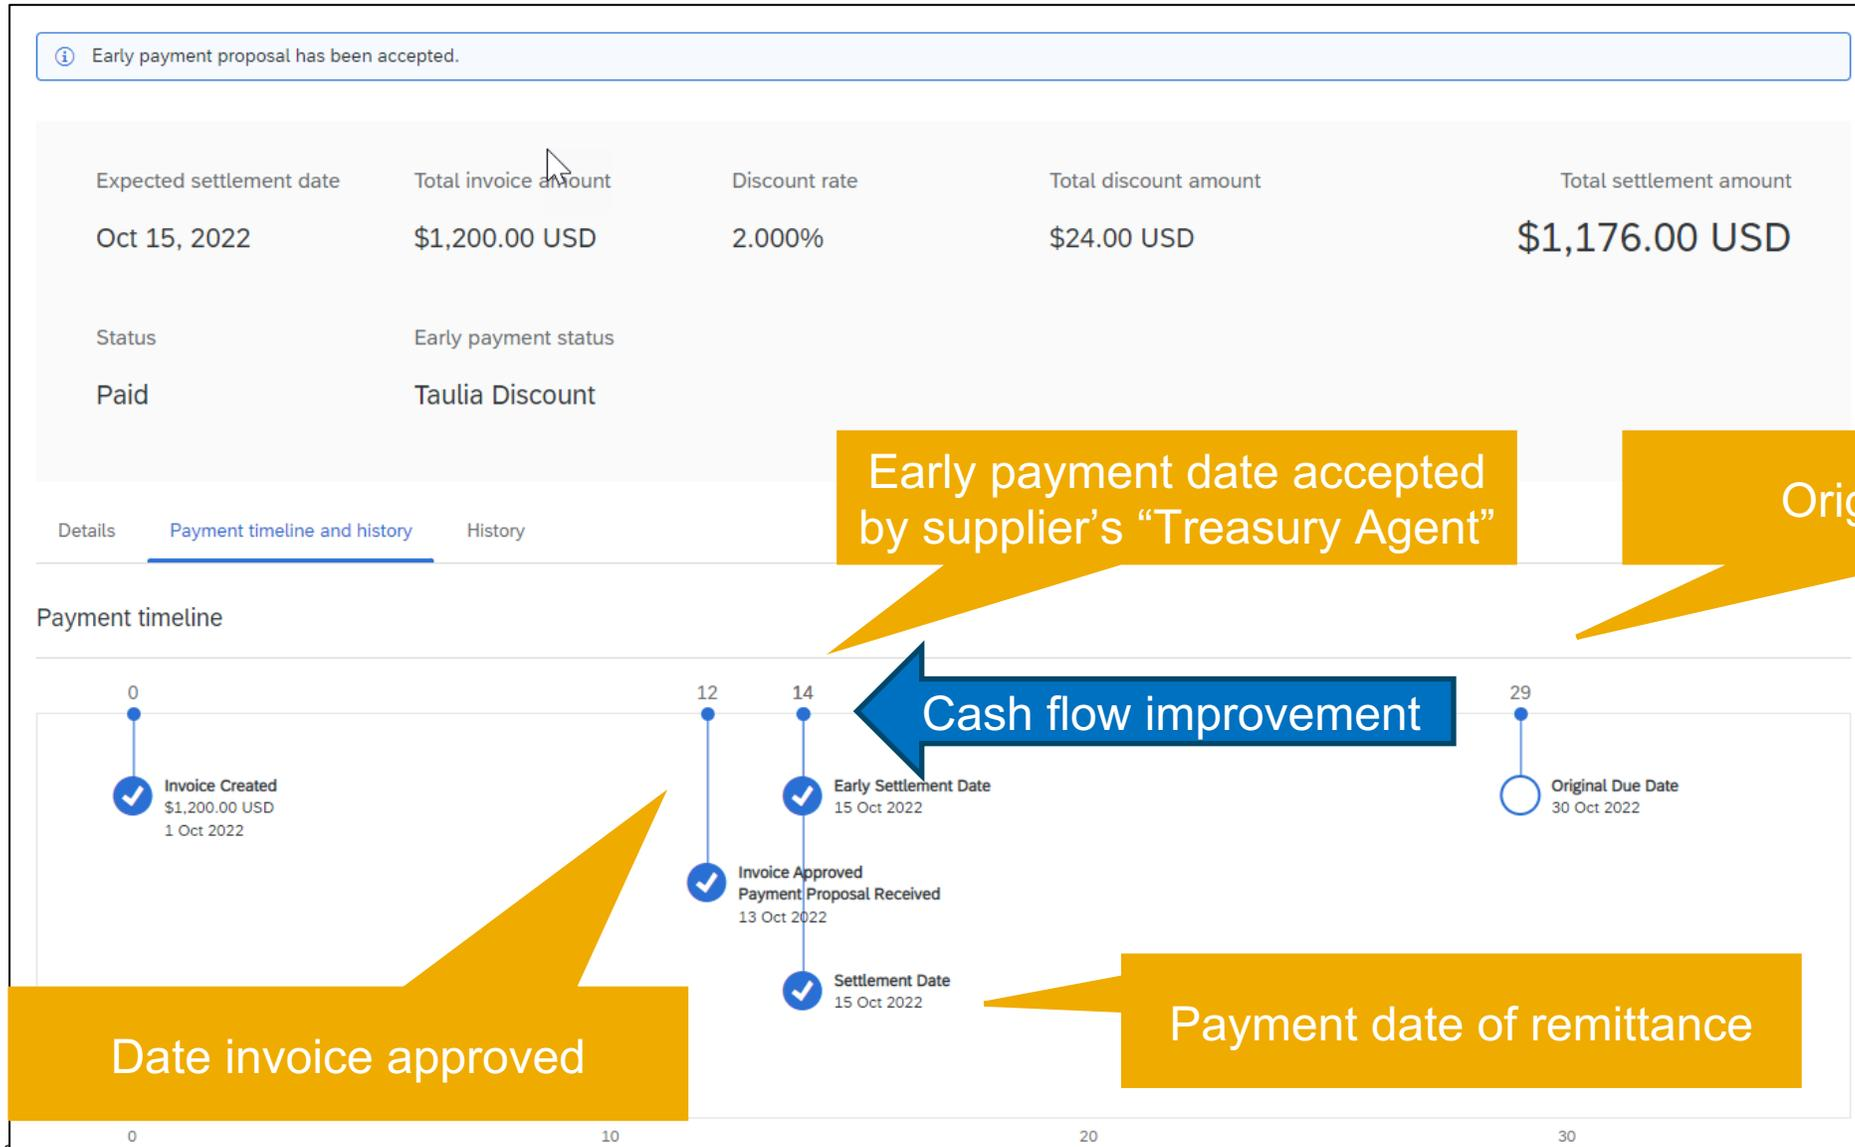 Early payment proposal has been accepted.
Expected settlement date
Total invoice amount
Discount rate
Total discount amount
Total settlement amount
Oct 15, 2022
$1,200.00 USD
2.000%
$24.00 USD
$1,176.00 USD
Status
Early payment status
Paid
Taulia Discount
Early payment date accepted
by supplier’s “Treasury Agent”
Details
Payment timeline and history
History
Payment timeline
0
12
14
29
Cash flow improvement
Invoice Created
$1,200.00 USD
1 Oct 2022
Early Settlement Date
15 Oct 2022
Original Due Date
30 Oct 2022
Invoice Approved
Payment Proposal Received
13 Oct 2022
Settlement Date
15 Oct 2022
Date invoice approved
Payment date of remittance
0
10
20
30